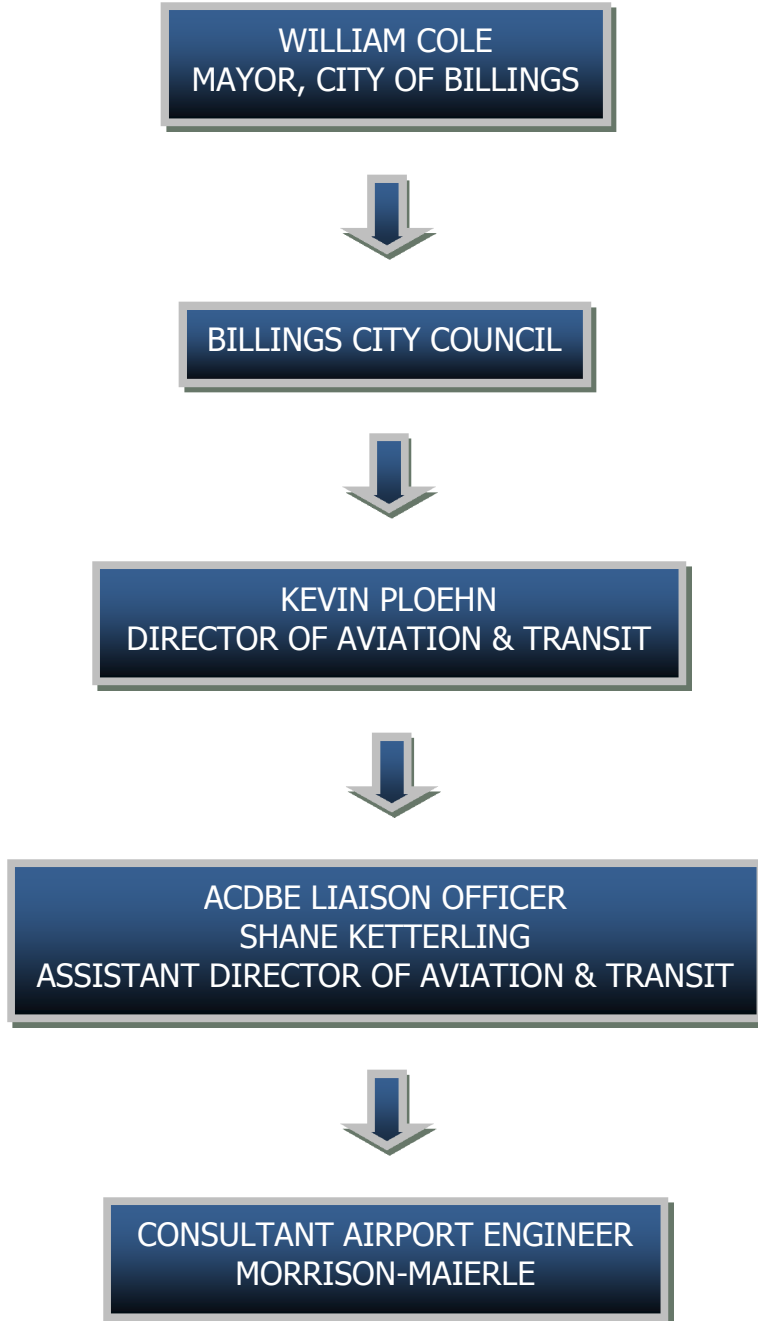 WILLIAM COLE
MAYOR, CITY OF BILLINGS
BILLINGS CITY COUNCIL
KEVIN PLOEHN
DIRECTOR OF AVIATION & TRANSIT
ACDBE LIAISON OFFICER
SHANE KETTERLING
ASSISTANT DIRECTOR OF AVIATION & TRANSIT
CONSULTANT AIRPORT ENGINEER
MORRISON-MAIERLE